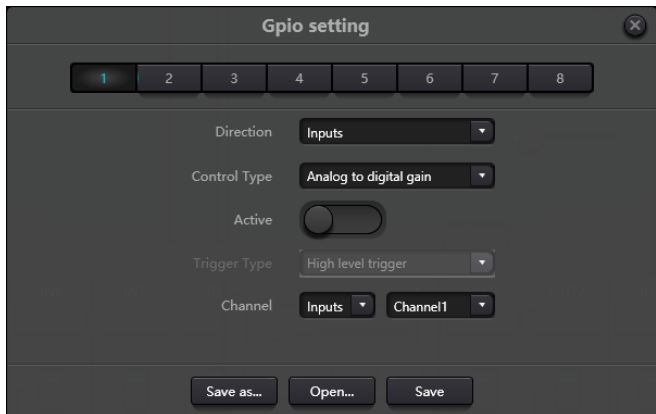 Gpio setting
1 2 3 4 5 6 7 8
Direction Inputs
Control Type Analog to digital gain
Active
Trigger Type High level trigger
Channel Inputs Channel1
Save as... Open... Save